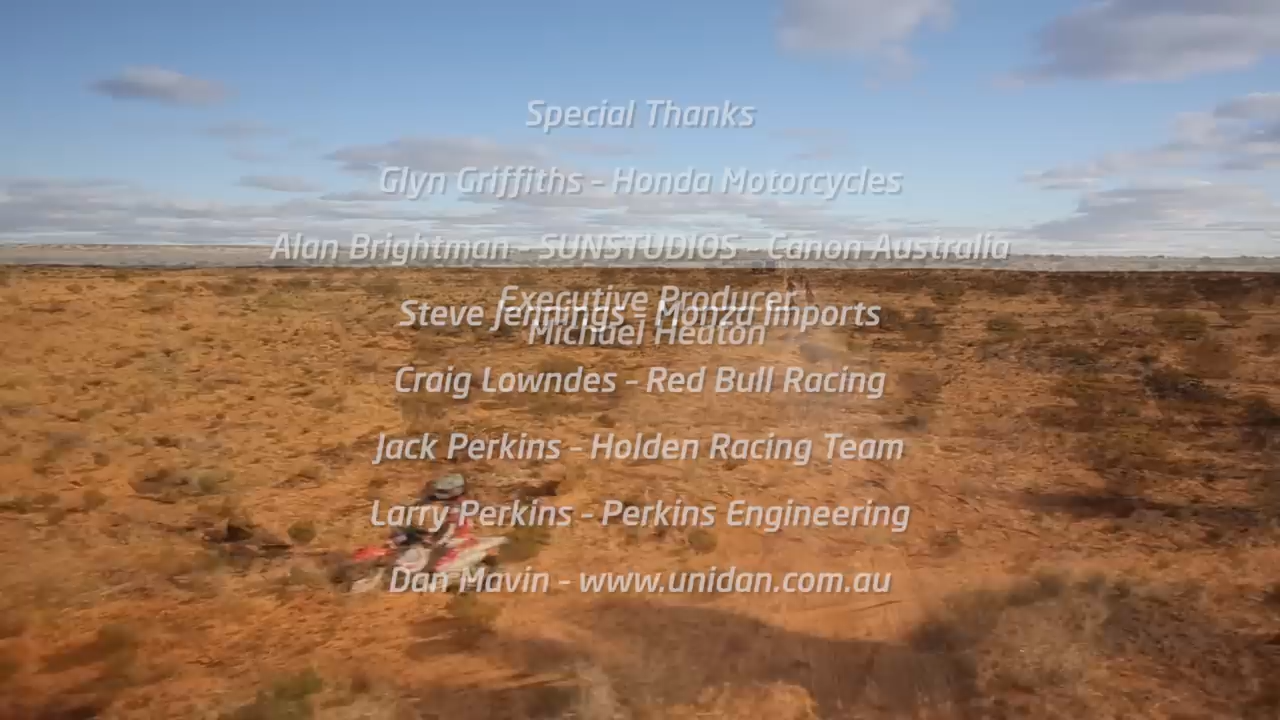 Special Thanks
Glyn Griffiths - Honda Motorcycles
Alan Brightman - SUNSTUDIOS - Canon Australia
Executive Producer
Steve Jennings - Monza Imports
Michael Heaton
Craig Lowndes - Red Bull Racing
Jack Perkins - Holden Racing Team
Larry Perkins - Perkins Engineering
Dan Mavin - www.unidan.com.au